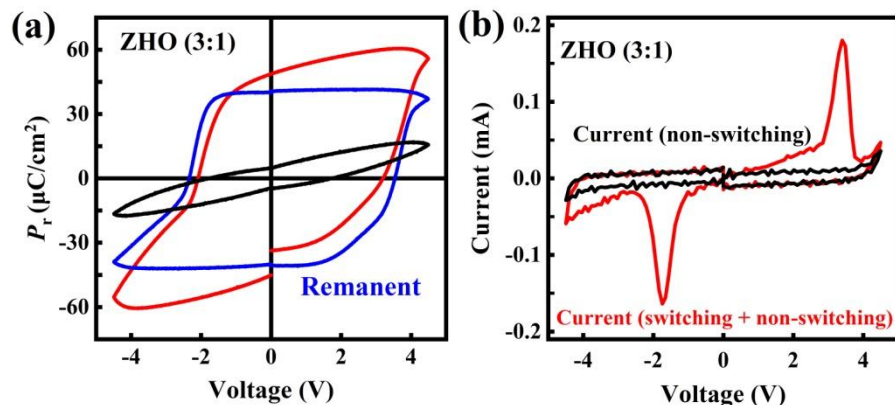 (a)
ZHO (3:1)
60
30
0
-30
-60
Pr (μC/cm²)
Remanent
-4 -2 0 2 4
Voltage (V)
(b)
ZHO (3:1)
0.2
0.1
0.0
-0.1
-0.2
Current (mA)
Current (non-switching)
Current (switching + non-switching)
-4 -2 0 2 4
Voltage (V)